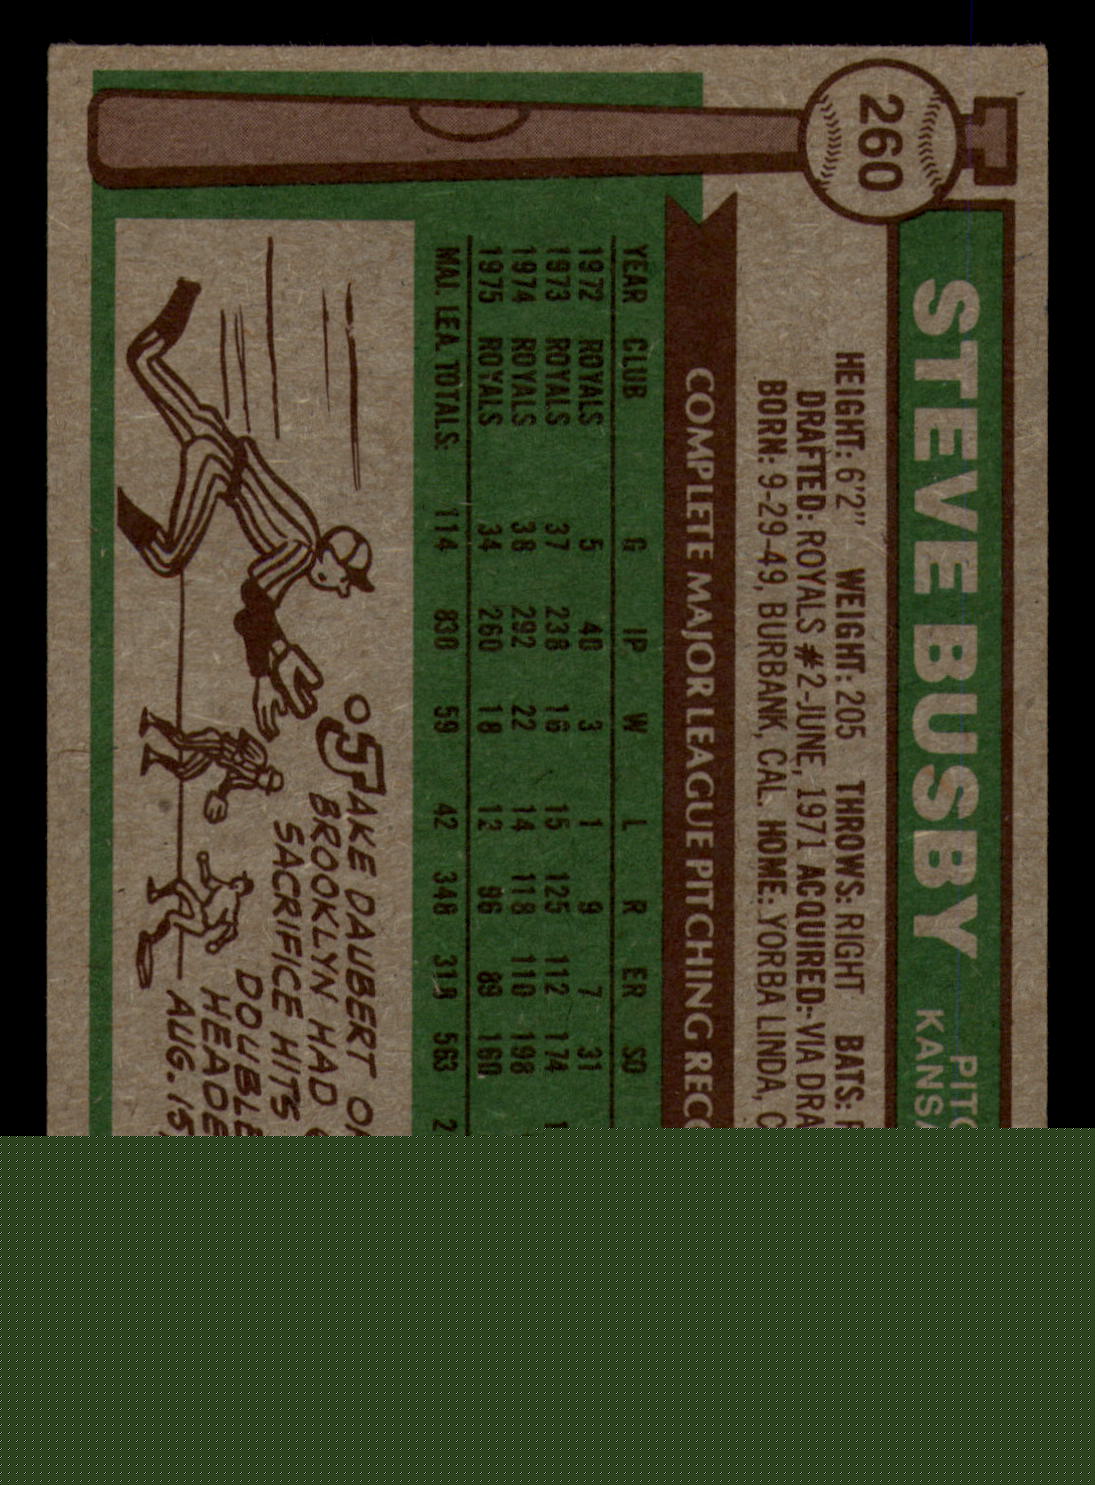 260
STEVE BUSBY
KANSA
HEIGHT: 6'2" WEIGHT: 205 THROWS: RIGHT BATS:
DRAFTED: ROYALS #2-JUNE, 1971 ACQUIRED:-VIA DRA
BORN: 9-29-49, BURBANK, CAL. HOME: YORBA LINDA, C
COMPLETE MAJOR LEAGUE PITCHING REC
YEAR CLUB G IP W L R ER SO
1972 ROYALS 5 40 3 1 9 7 31
1973 ROYALS 37 238 16 15 125 112 174
1974 ROYALS 38 292 22 14 118 110 198
1975 ROYALS 34 260 18 12 96 89 160
MAJ. LEA. TOTALS: 114 830 59 42 348 318 563
JAKE DAUBERT
BROOKLYN HAD
SACRIFICE HITS
DOUBLE
HEADE
AUG. 15,